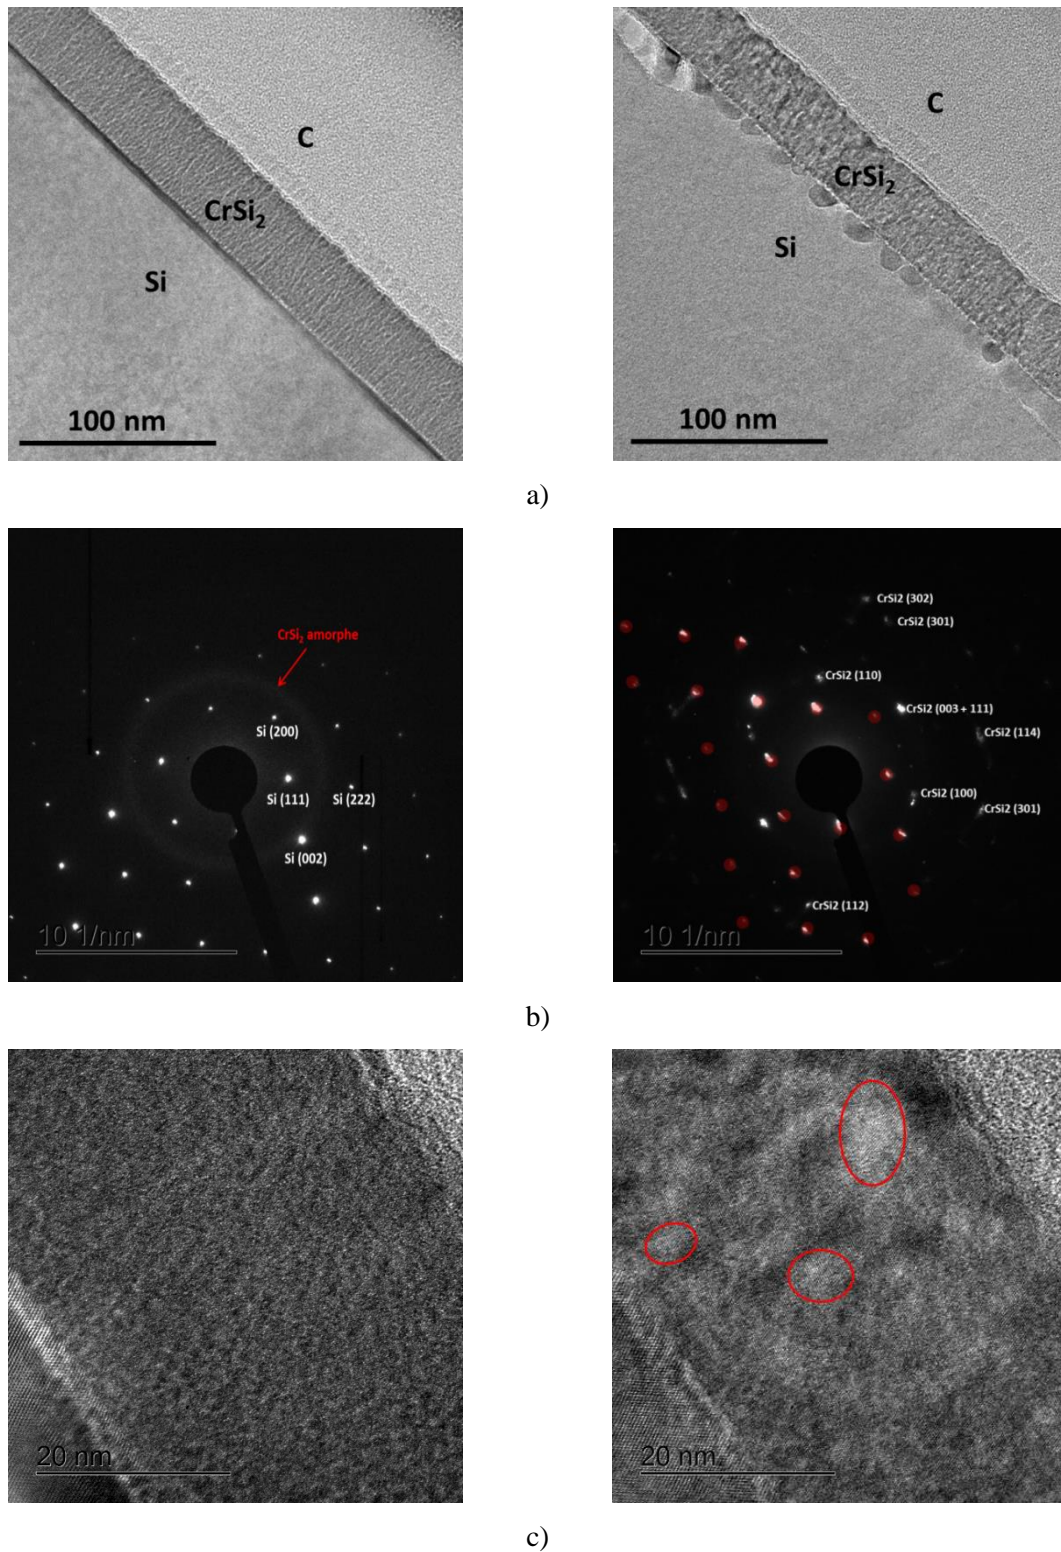 C
CrSi₂
Si
100 nm
C
CrSi₂
Si
100 nm
a)
CrSi₂ amorphe
Si (200)
Si (111)
Si (222)
Si (002)
10 1/nm
CrSi2 (302)
CrSi2 (301)
CrSi2 (110)
CrSi2 (003 + 111)
CrSi2 (114)
CrSi2 (100)
CrSi2 (301)
CrSi2 (112)
10 1/nm
b)
20 nm
20 nm
c)